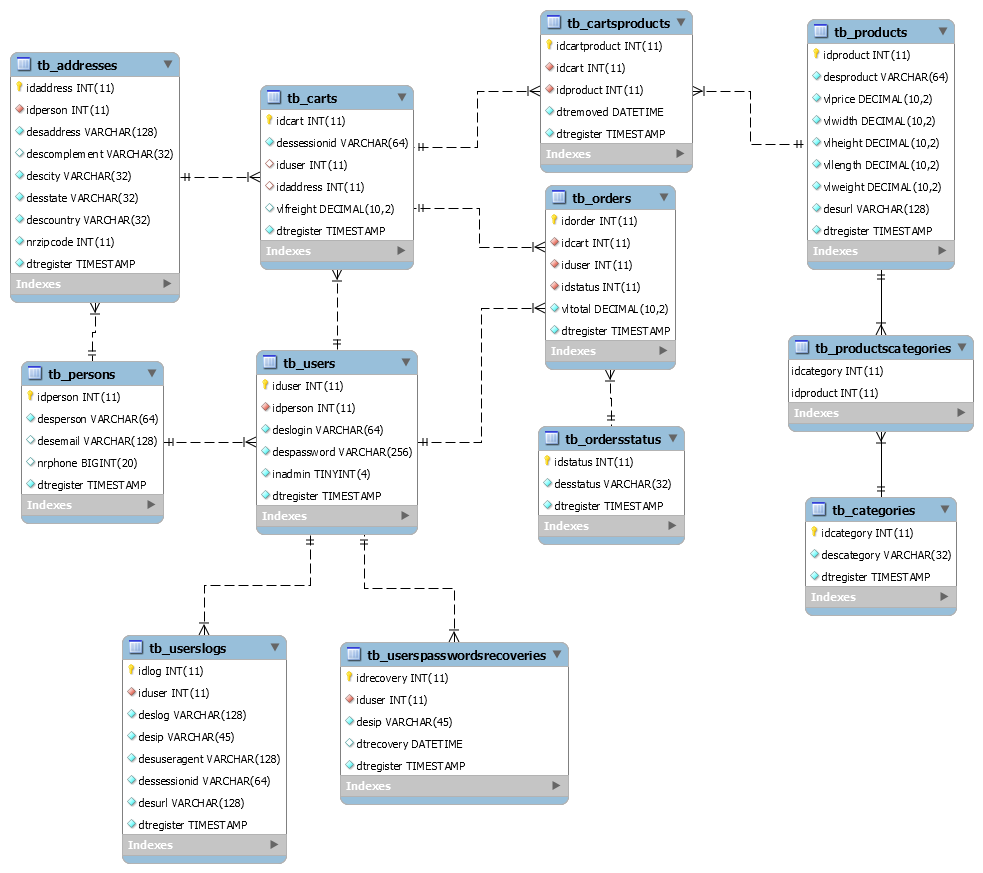 tb_addresses
idaddress INT(11)
idperson INT(11)
desaddress VARCHAR(128)
descomplement VARCHAR(32)
descity VARCHAR(32)
desstate VARCHAR(32)
descountry VARCHAR(32)
nrzipcode INT(11)
dtregister TIMESTAMP
Indexes
tb_carts
idcart INT(11)
dessessionid VARCHAR(64)
iduser INT(11)
idaddress INT(11)
vlfreight DECIMAL(10,2)
dtregister TIMESTAMP
Indexes
tb_cartsproducts
idcartproduct INT(11)
idcart INT(11)
idproduct INT(11)
dtremoved DATETIME
dtregister TIMESTAMP
Indexes
tb_products
idproduct INT(11)
desproduct VARCHAR(64)
vlprice DECIMAL(10,2)
vlwidth DECIMAL(10,2)
vlheight DECIMAL(10,2)
vllength DECIMAL(10,2)
vlweight DECIMAL(10,2)
desurl VARCHAR(128)
dtregister TIMESTAMP
Indexes
tb_orders
idorder INT(11)
idcart INT(11)
iduser INT(11)
idstatus INT(11)
vltotal DECIMAL(10,2)
dtregister TIMESTAMP
Indexes
tb_persons
idperson INT(11)
desperson VARCHAR(64)
desemail VARCHAR(128)
nrphone BIGINT(20)
dtregister TIMESTAMP
Indexes
tb_users
iduser INT(11)
idperson INT(11)
deslogin VARCHAR(64)
despassword VARCHAR(256)
inadmin TINYINT(4)
dtregister TIMESTAMP
Indexes
tb_ordersstatus
idstatus INT(11)
desstatus VARCHAR(32)
dtregister TIMESTAMP
Indexes
tb_productscategories
idcategory INT(11)
idproduct INT(11)
Indexes
tb_categories
idcategory INT(11)
descategory VARCHAR(32)
dtregister TIMESTAMP
Indexes
tb_userslogs
idlog INT(11)
iduser INT(11)
deslog VARCHAR(128)
desip VARCHAR(45)
desuseragent VARCHAR(128)
dessessionid VARCHAR(64)
desurl VARCHAR(128)
dtregister TIMESTAMP
Indexes
tb_userspasswordsrecoveries
idrecovery INT(11)
iduser INT(11)
desip VARCHAR(45)
dtrecovery DATETIME
dtregister TIMESTAMP
Indexes